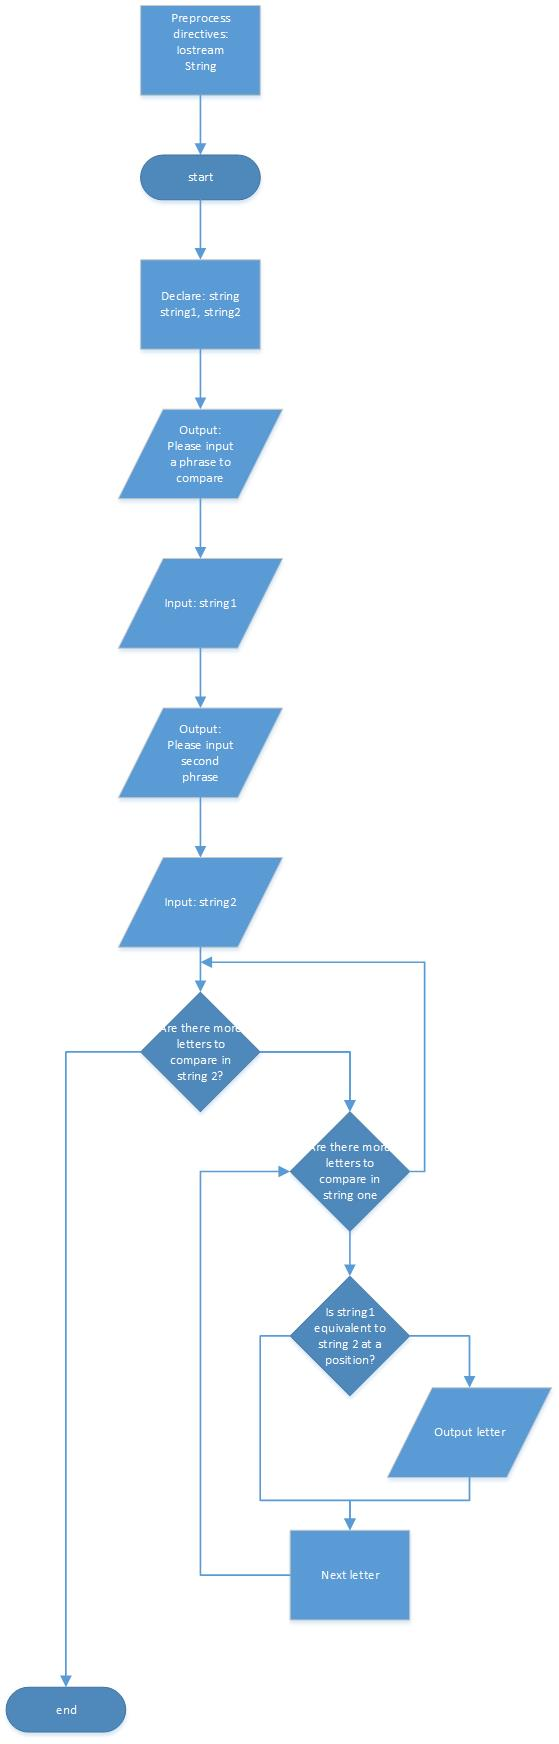 Preprocess
directives:
Iostream
String
start
Declare: string
string1, string2
Output:
Please input
a phrase to
compare
Input: string1
Output:
Please input
second
phrase
Input: string2
Are there more
letters to
compare in
string 2?
Are there more
letters to
compare in
string one
Is string1
equivalent to
string 2 at a
position?
Output letter
Next letter
end